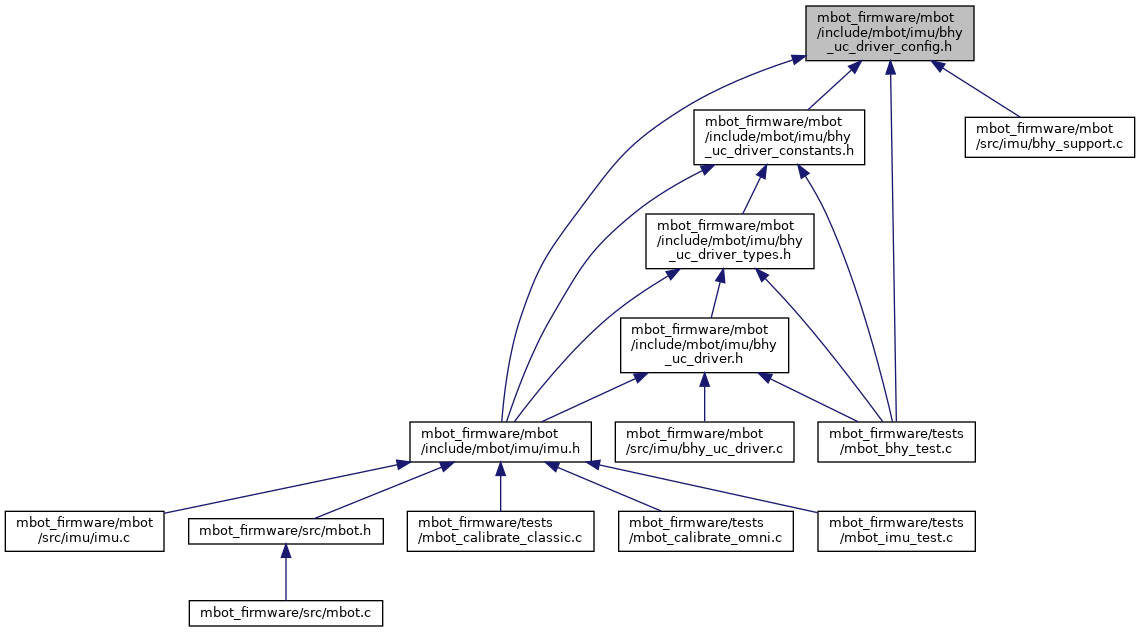 mbot_firmware/mbot
/include/mbot/imu/bhy
_uc_driver_config.h
mbot_firmware/mbot
/include/mbot/imu/bhy
_uc_driver_constants.h
mbot_firmware/mbot
/src/imu/bhy_support.c
mbot_firmware/mbot
/include/mbot/imu/bhy
_uc_driver_types.h
mbot_firmware/mbot
/include/mbot/imu/bhy
_uc_driver.h
mbot_firmware/mbot
/include/mbot/imu/imu.h
mbot_firmware/mbot
/src/imu/bhy_uc_driver.c
mbot_firmware/tests
/mbot_bhy_test.c
mbot_firmware/mbot
/src/imu/imu.c
mbot_firmware/src/mbot.h
mbot_firmware/tests
/mbot_calibrate_classic.c
mbot_firmware/tests
/mbot_calibrate_omni.c
mbot_firmware/tests
/mbot_imu_test.c
mbot_firmware/src/mbot.c